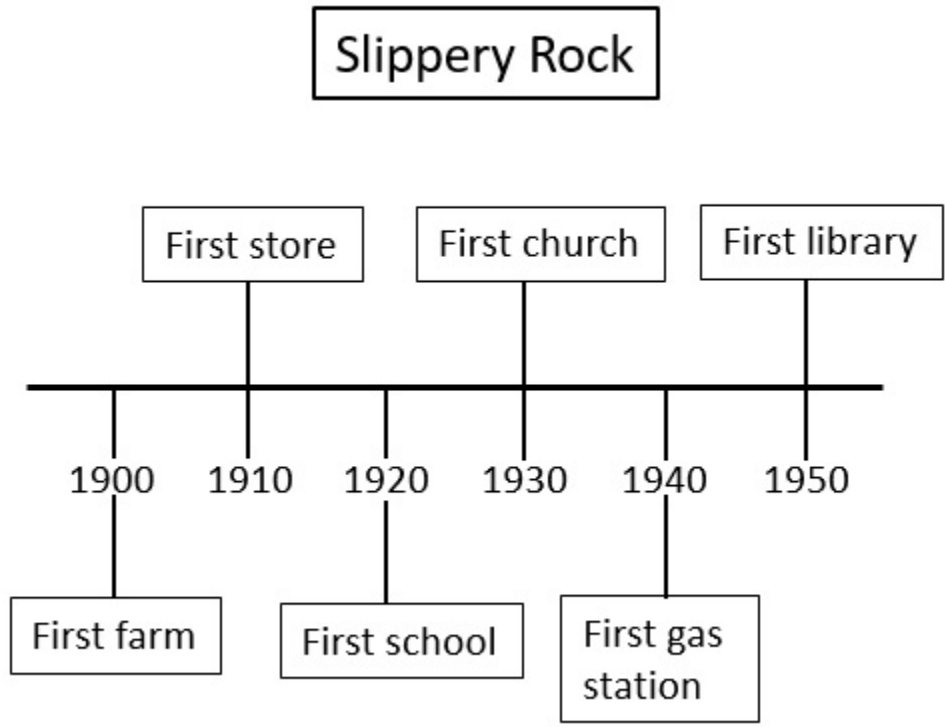 Slippery Rock
First store
First church
First library
1900
1910
1920
1930
1940
1950
First farm
First school
First gas
station